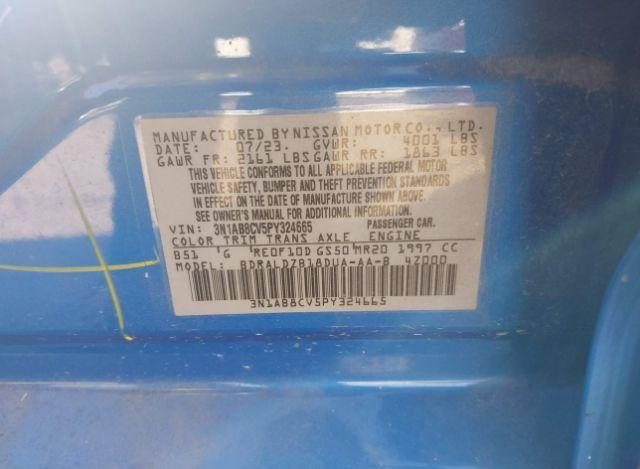 MANUFACTURED BY NISSAN MOTOR CO., LTD.
DATE: 07/23. GVWR: 4001 LBS
GAWR FR: 2161 LBS GAWR RR: 1863 LBS
THIS VEHICLE CONFORMS TO ALL APPLICABLE FEDERAL MOTOR
VEHICLE SAFETY, BUMPER AND THEFT PREVENTION STANDARDS
IN EFFECT ON THE DATE OF MANUFACTURE SHOWN ABOVE.
SEE OWNER'S MANUAL FOR ADDITIONAL INFORMATION.
VIN: 3N1AB8CV5PY324665 PASSENGER CAR.
COLOR TRIM TRANS AXLE ENGINE
B51 'G RE0F10D GS50 MR20 1997 CC
MODEL: BDRALDZB18DUA-AA-B 4Z000
3N1AB8CV5PY324665